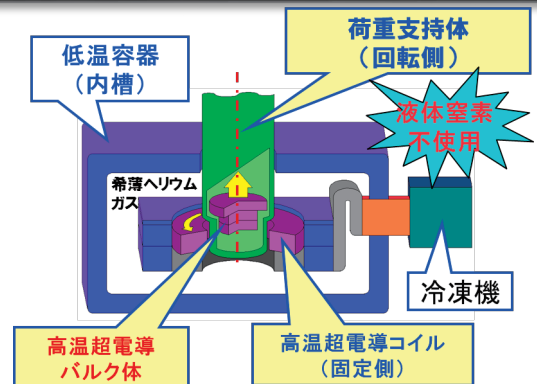 荷重支持体
（回転側）
低温容器
（内槽）
液体窒素
不使用
希薄ヘリウム
ガス
冷凍機
高温超電導
バルク体
高温超電導コイル
（固定側）